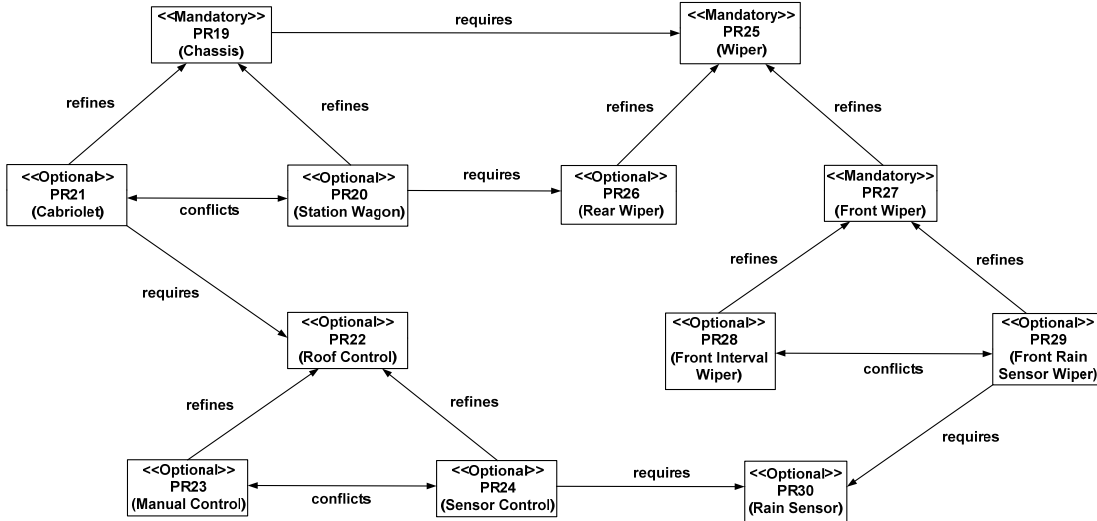 <<Mandatory>>
PR19
(Chassis)
requires
<<Mandatory>>
PR25
(Wiper)
refines
refines
refines
refines
<<Optional>>
PR21
(Cabriolet)
conflicts
<<Optional>>
PR20
(Station Wagon)
requires
<<Optional>>
PR26
(Rear Wiper)
<<Mandatory>>
PR27
(Front Wiper)
requires
refines
refines
<<Optional>>
PR22
(Roof Control)
<<Optional>>
PR28
(Front Interval
Wiper)
conflicts
<<Optional>>
PR29
(Front Rain
Sensor Wiper)
refines
refines
requires
<<Optional>>
PR23
(Manual Control)
conflicts
<<Optional>>
PR24
(Sensor Control)
requires
<<Optional>>
PR30
(Rain Sensor)